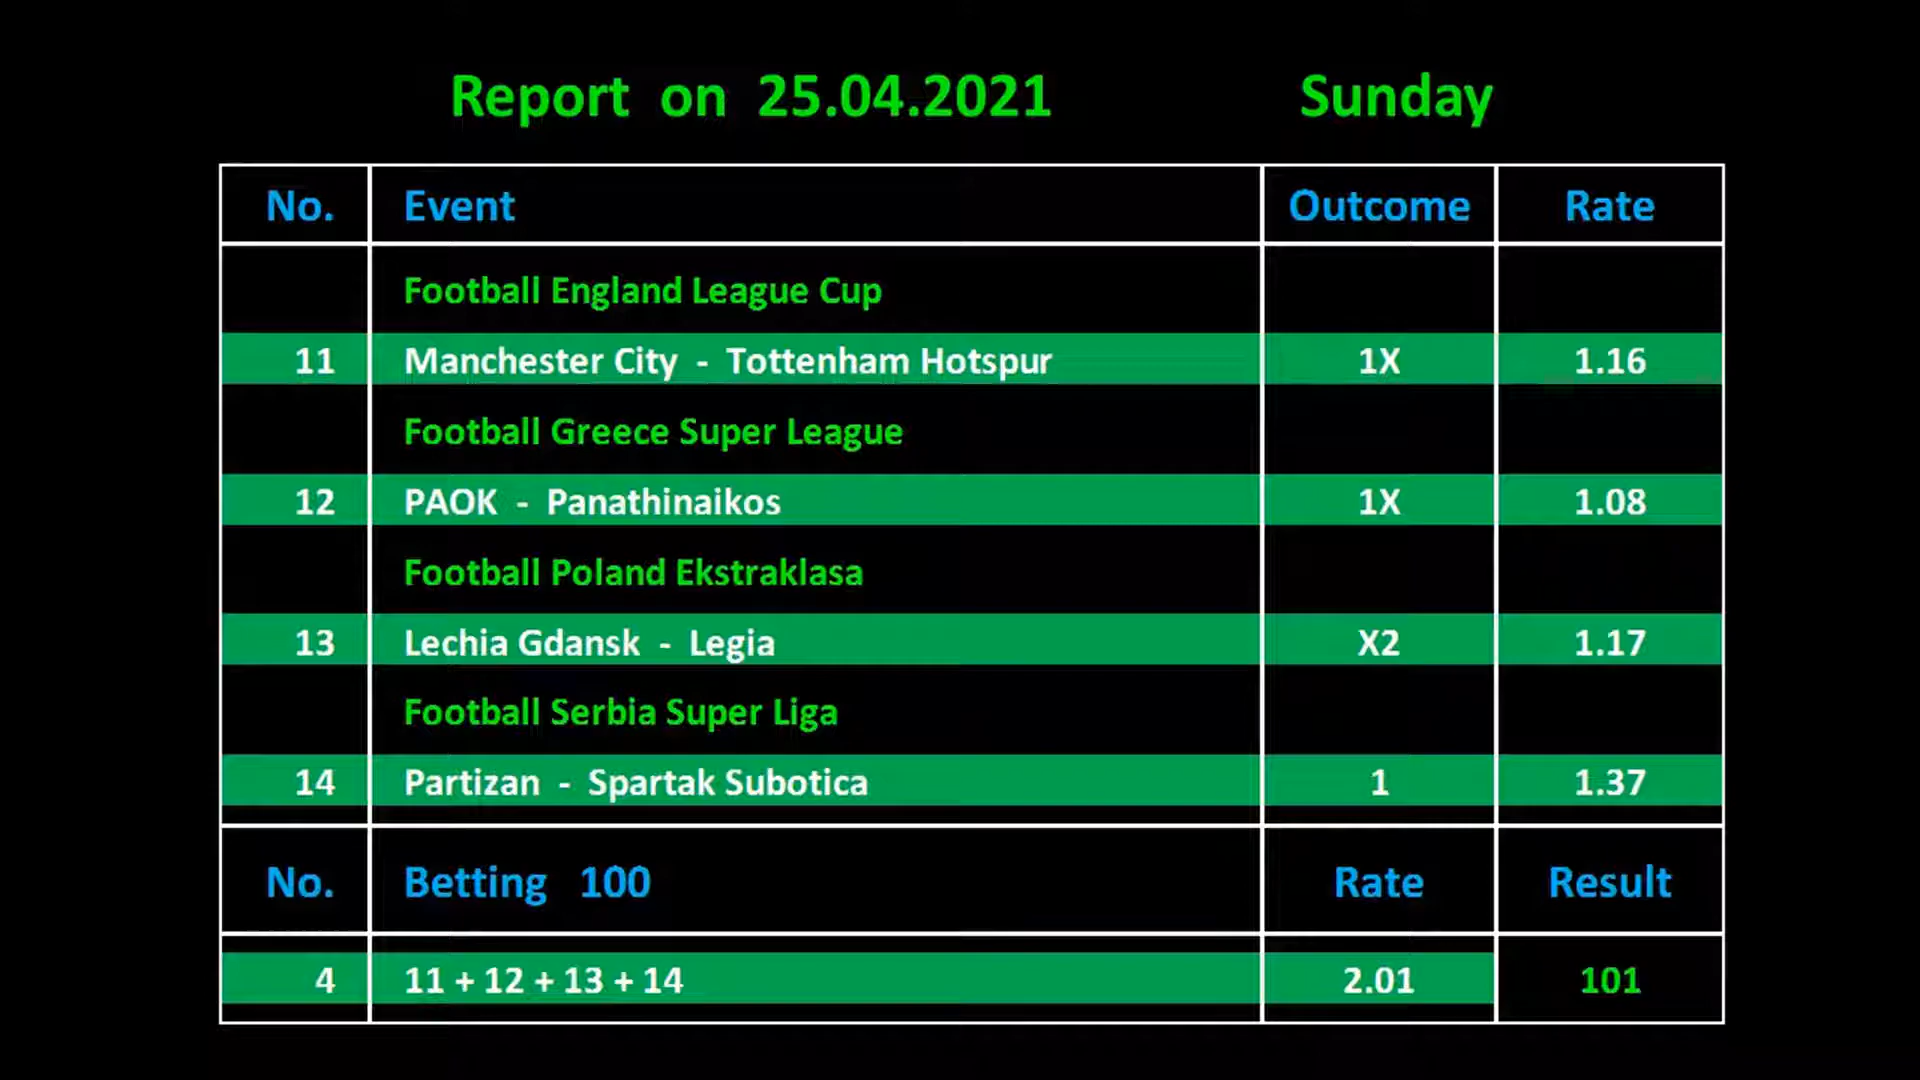 Report on 25.04.2021 Sunday
No. Event Outcome Rate
Football England League Cup
11 Manchester City - Tottenham Hotspur 1X 1.16
Football Greece Super League
12 PAOK - Panathinaikos 1X 1.08
Football Poland Ekstraklasa
13 Lechia Gdansk - Legia X2 1.17
Football Serbia Super Liga
14 Partizan - Spartak Subotica 1 1.37
No. Betting 100 Rate Result
4 11 + 12 + 13 + 14 2.01 101